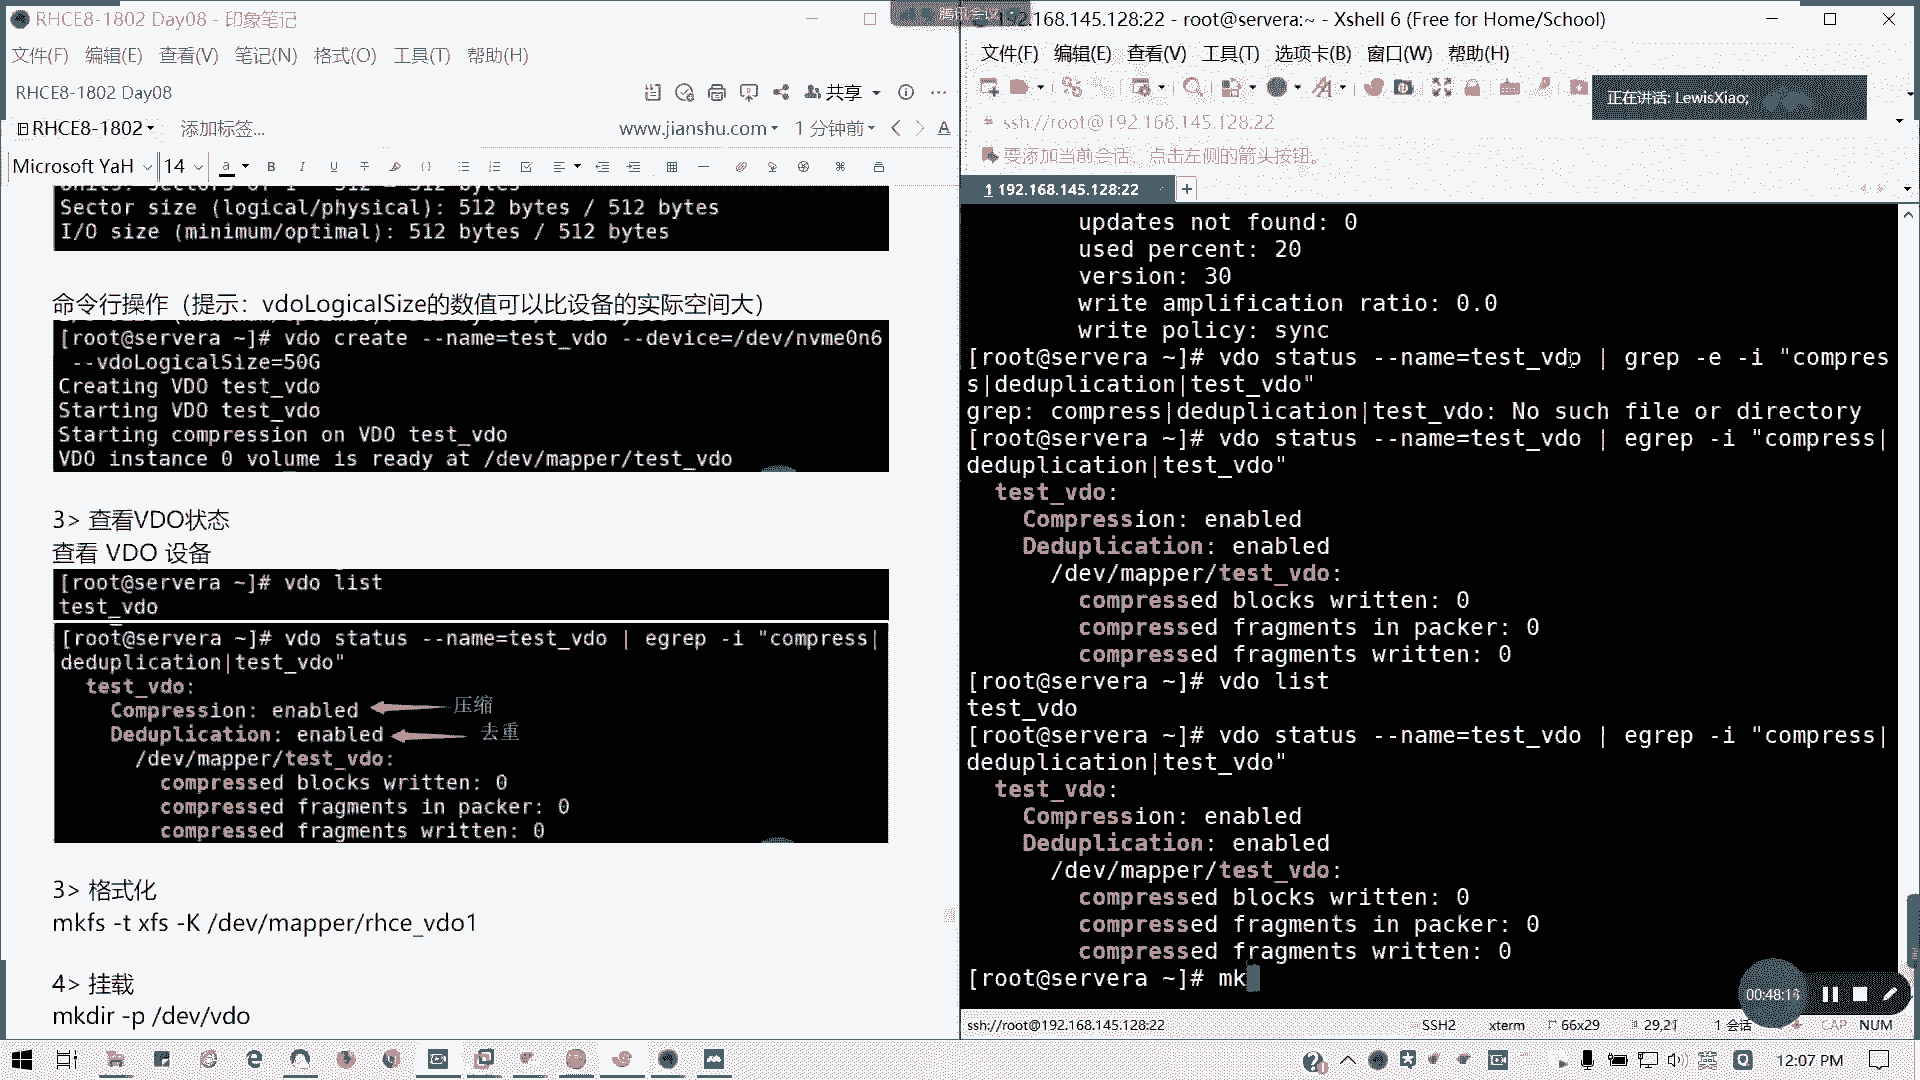 RHCE8-1802 Day08 - 印象笔记
文件(F) 编辑(E) 查看(V) 笔记(N) 格式(O) 工具(T) 帮助(H)
RHCE8-1802 Day08
共享
RHCE8-1802
添加标签...
www.jianshu.com
1 分钟前
Microsoft YaH
14
Sector size (logical/physical): 512 bytes / 512 bytes
I/O size (minimum/optimal): 512 bytes / 512 bytes
命令行操作（提示：vdoLogicalSize的数值可以比设备的实际空间大）
[root@servera ~]# vdo create --name=test_vdo --device=/dev/nvme0n6
--vdoLogicalSize=50G
Creating VDO test_vdo
Starting VDO test_vdo
Starting compression on VDO test_vdo
VDO instance 0 volume is ready at /dev/mapper/test_vdo
3> 查看VDO状态
查看 VDO 设备
[root@servera ~]# vdo list
test_vdo
[root@servera ~]# vdo status --name=test_vdo | egrep -i "compress|
deduplication|test_vdo"
test_vdo:
Compression: enabled 压缩
Deduplication: enabled 去重
/dev/mapper/test_vdo:
compressed blocks written: 0
compressed fragments in packer: 0
compressed fragments written: 0
3> 格式化
mkfs -t xfs -K /dev/mapper/rhce_vdo1
4> 挂载
mkdir -p /dev/vdo
腾讯会议
192.168.145.128:22 - root@servera:~ - Xshell 6 (Free for Home/School)
文件(F) 编辑(E) 查看(V) 工具(T) 选项卡(B) 窗口(W) 帮助(H)
正在讲话: LewisXiao;
ssh://root@192.168.145.128:22
要添加当前会话，点击左侧的箭头按钮。
1 192.168.145.128:22
updates not found: 0
used percent: 20
version: 30
write amplification ratio: 0.0
write policy: sync
[root@servera ~]# vdo status --name=test_vdo | grep -e -i "compres
s|deduplication|test_vdo"
grep: compress|deduplication|test_vdo: No such file or directory
[root@servera ~]# vdo status --name=test_vdo | egrep -i "compress|
deduplication|test_vdo"
test_vdo:
Compression: enabled
Deduplication: enabled
/dev/mapper/test_vdo:
compressed blocks written: 0
compressed fragments in packer: 0
compressed fragments written: 0
[root@servera ~]# vdo list
test_vdo
[root@servera ~]# vdo status --name=test_vdo | egrep -i "compress|
deduplication|test_vdo"
test_vdo:
Compression: enabled
Deduplication: enabled
/dev/mapper/test_vdo:
compressed blocks written: 0
compressed fragments in packer: 0
compressed fragments written: 0
[root@servera ~]# mk
00:48:14
ssh://root@192.168.145.128:22 SSH2 xterm 66x29 29,21 1 会话 CAP NUM
英
12:07 PM